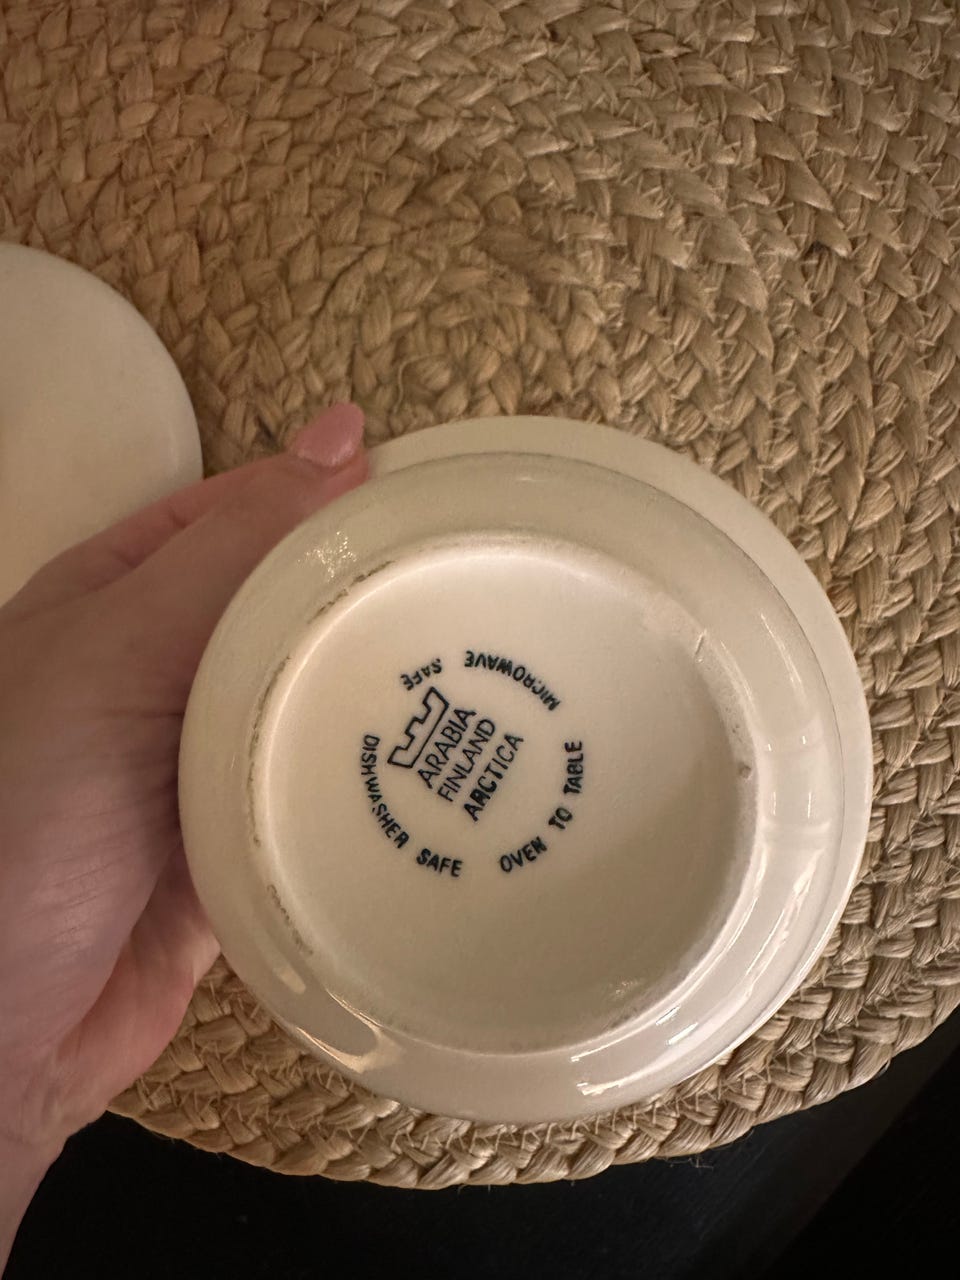 ARABIA
FINLAND
ARCTICA
DISHWASHER SAFE
OVEN TO TABLE
MICROWAVE SAFE